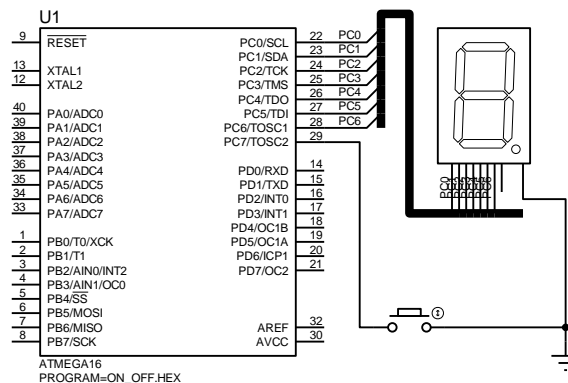 U1
9 RESET
13 XTAL1
12 XTAL2
40 PA0/ADC0
39 PA1/ADC1
38 PA2/ADC2
37 PA3/ADC3
36 PA4/ADC4
35 PA5/ADC5
34 PA6/ADC6
33 PA7/ADC7
1 PB0/T0/XCK
2 PB1/T1
3 PB2/AIN0/INT2
4 PB3/AIN1/OC0
5 PB4/SS
6 PB5/MOSI
7 PB6/MISO
8 PB7/SCK
PC0/SCL 22 PC0
PC1/SDA 23 PC1
PC2/TCK 24 PC2
PC3/TMS 25 PC3
PC4/TDO 26 PC4
PC5/TDI 27 PC5
PC6/TOSC1 28 PC6
PC7/TOSC2 29
PD0/RXD 14
PD1/TXD 15
PD2/INT0 16
PD3/INT1 17
PD4/OC1B 18
PD5/OC1A 19
PD6/ICP1 20
PD7/OC2 21
AREF 32
AVCC 30
ATMEGA16
PROGRAM=ON_OFF.HEX
PC0
PC6